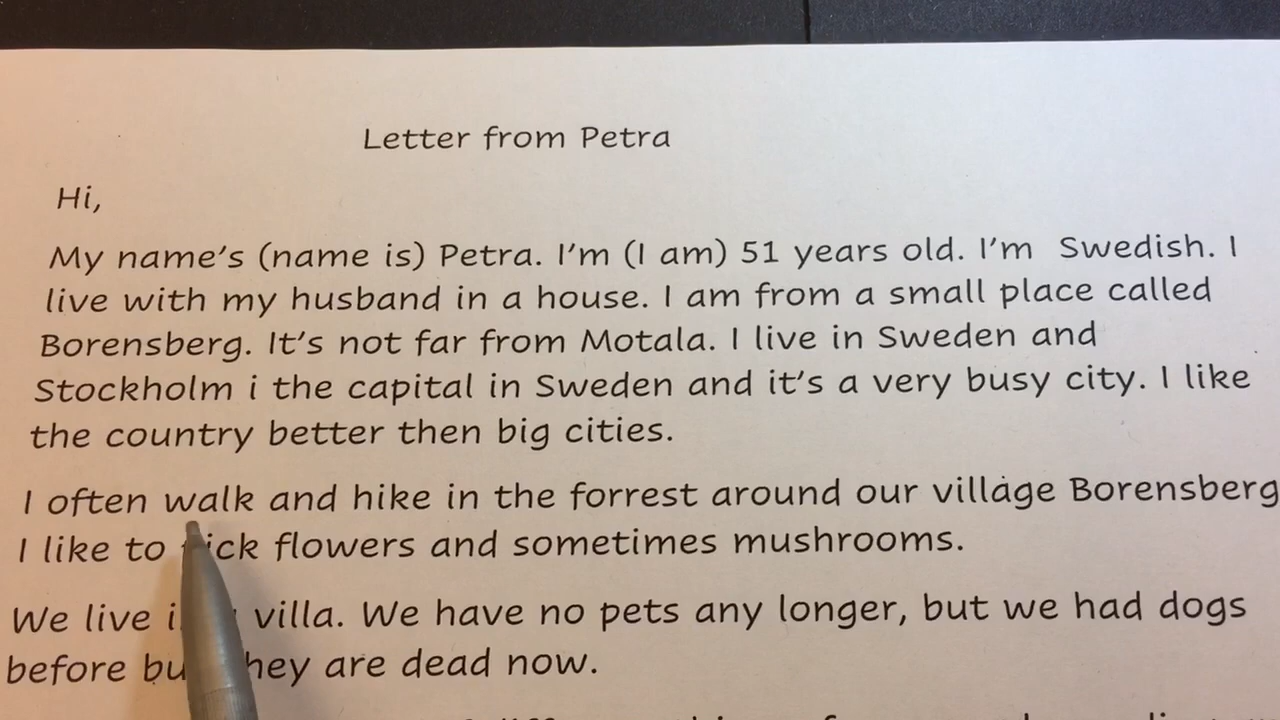 Letter from Petra
Hi,
My name's (name is) Petra. I'm (I am) 51 years old. I'm Swedish. I
live with my husband in a house. I am from a small place called
Borensberg. It's not far from Motala. I live in Sweden and
Stockholm i the capital in Sweden and it's a very busy city. I like
the country better then big cities.
I often walk and hike in the forrest around our village Borensberg
I like to flowers and sometimes mushrooms.
We live villa. We have no pets any longer, but we had dogs
before are dead now.